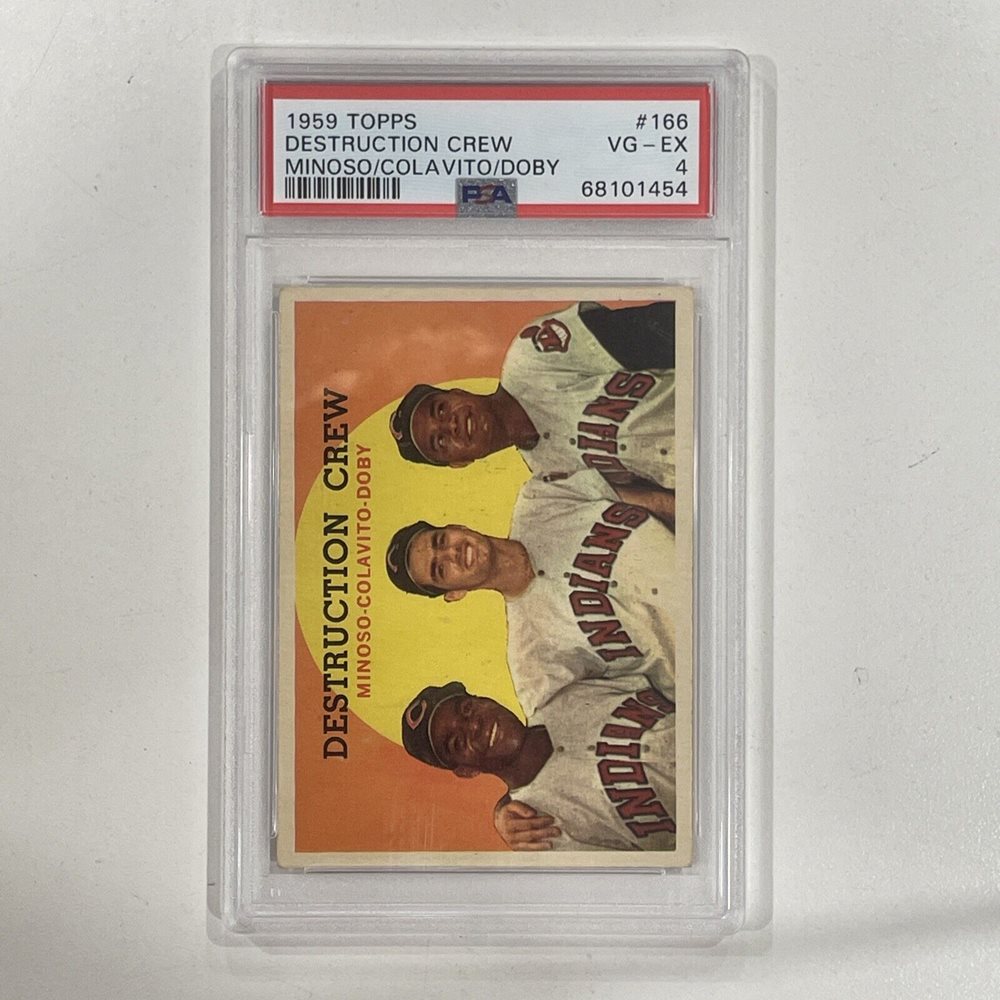 1959 TOPPS #166
DESTRUCTION CREW VG-EX
MINOSO/COLAVITO/DOBY 4
PSA 68101454
DESTRUCTION CREW
MINOSO-COLAVITO-DOBY
C
INDIANS
INDIANS
INDIANS